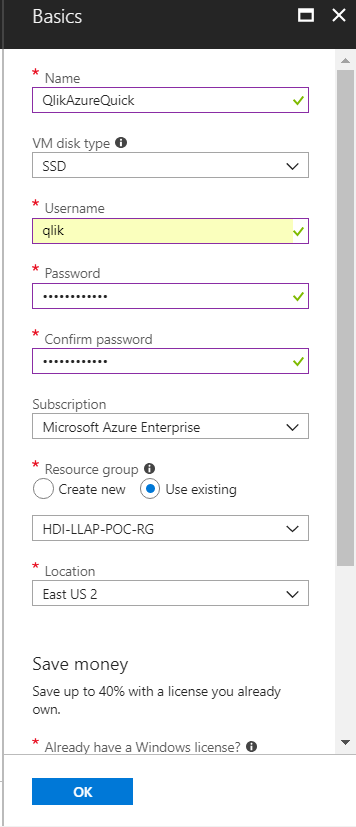 Basics
* Name
QlikAzureQuick
VM disk type
SSD
* Username
qlik
* Password
••••••••••••
* Confirm password
••••••••••••
Subscription
Microsoft Azure Enterprise
* Resource group
Create new Use existing
HDI-LLAP-POC-RG
* Location
East US 2
Save money
Save up to 40% with a license you already
own.
* Already have a Windows license?
OK